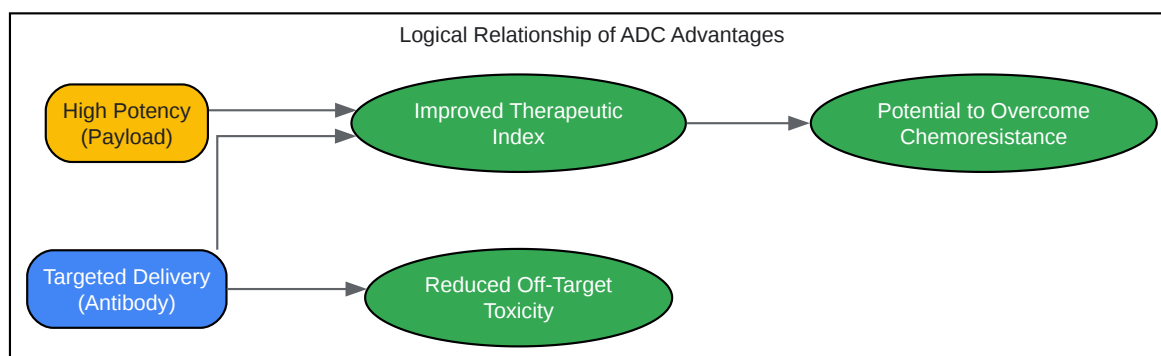 Logical Relationship of ADC Advantages
High Potency
(Payload)
Improved Therapeutic
Index
Potential to Overcome
Chemoresistance
Targeted Delivery
(Antibody)
Reduced Off-Target
Toxicity